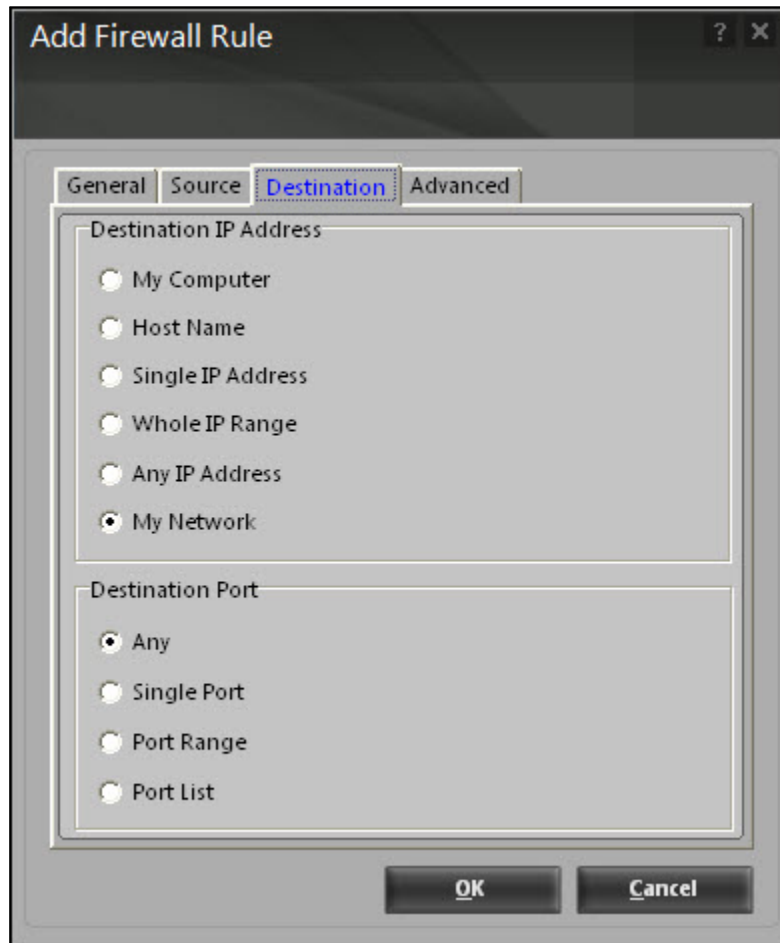 Add Firewall Rule ? X
General Source Destination Advanced
Destination IP Address
My Computer
Host Name
Single IP Address
Whole IP Range
Any IP Address
My Network
Destination Port
Any
Single Port
Port Range
Port List
OK Cancel